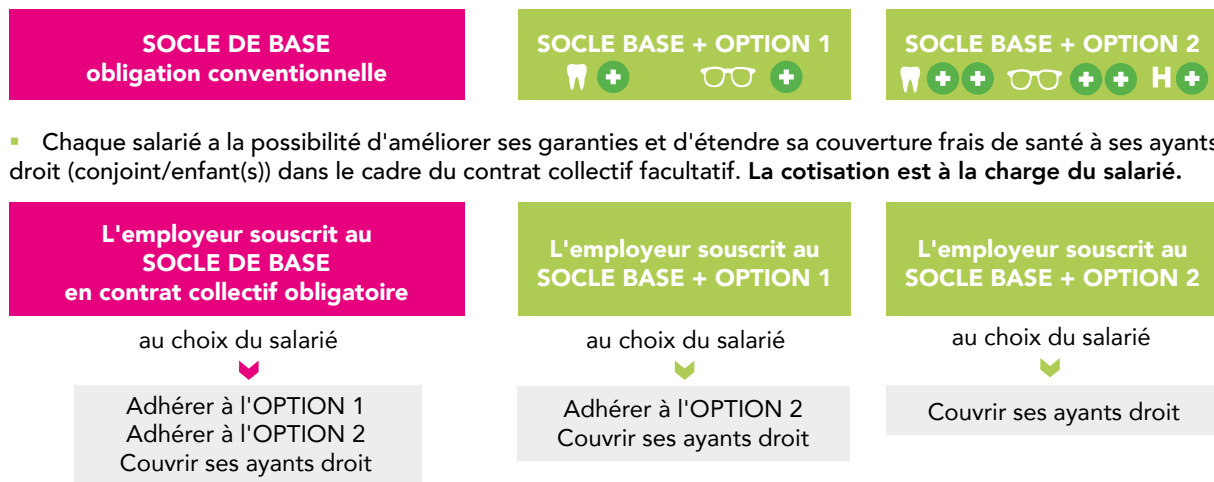 SOCLE DE BASE
obligation conventionnelle
SOCLE BASE + OPTION 1
SOCLE BASE + OPTION 2
H
▪ Chaque salarié a la possibilité d'améliorer ses garanties et d'étendre sa couverture frais de santé à ses ayants
droit (conjoint/enfant(s)) dans le cadre du contrat collectif facultatif. La cotisation est à la charge du salarié.
L'employeur souscrit au
SOCLE DE BASE
en contrat collectif obligatoire
au choix du salarié
Adhérer à l'OPTION 1
Adhérer à l'OPTION 2
Couvrir ses ayants droit
L'employeur souscrit au
SOCLE BASE + OPTION 1
au choix du salarié
Adhérer à l'OPTION 2
Couvrir ses ayants droit
L'employeur souscrit au
SOCLE BASE + OPTION 2
au choix du salarié
Couvrir ses ayants droit